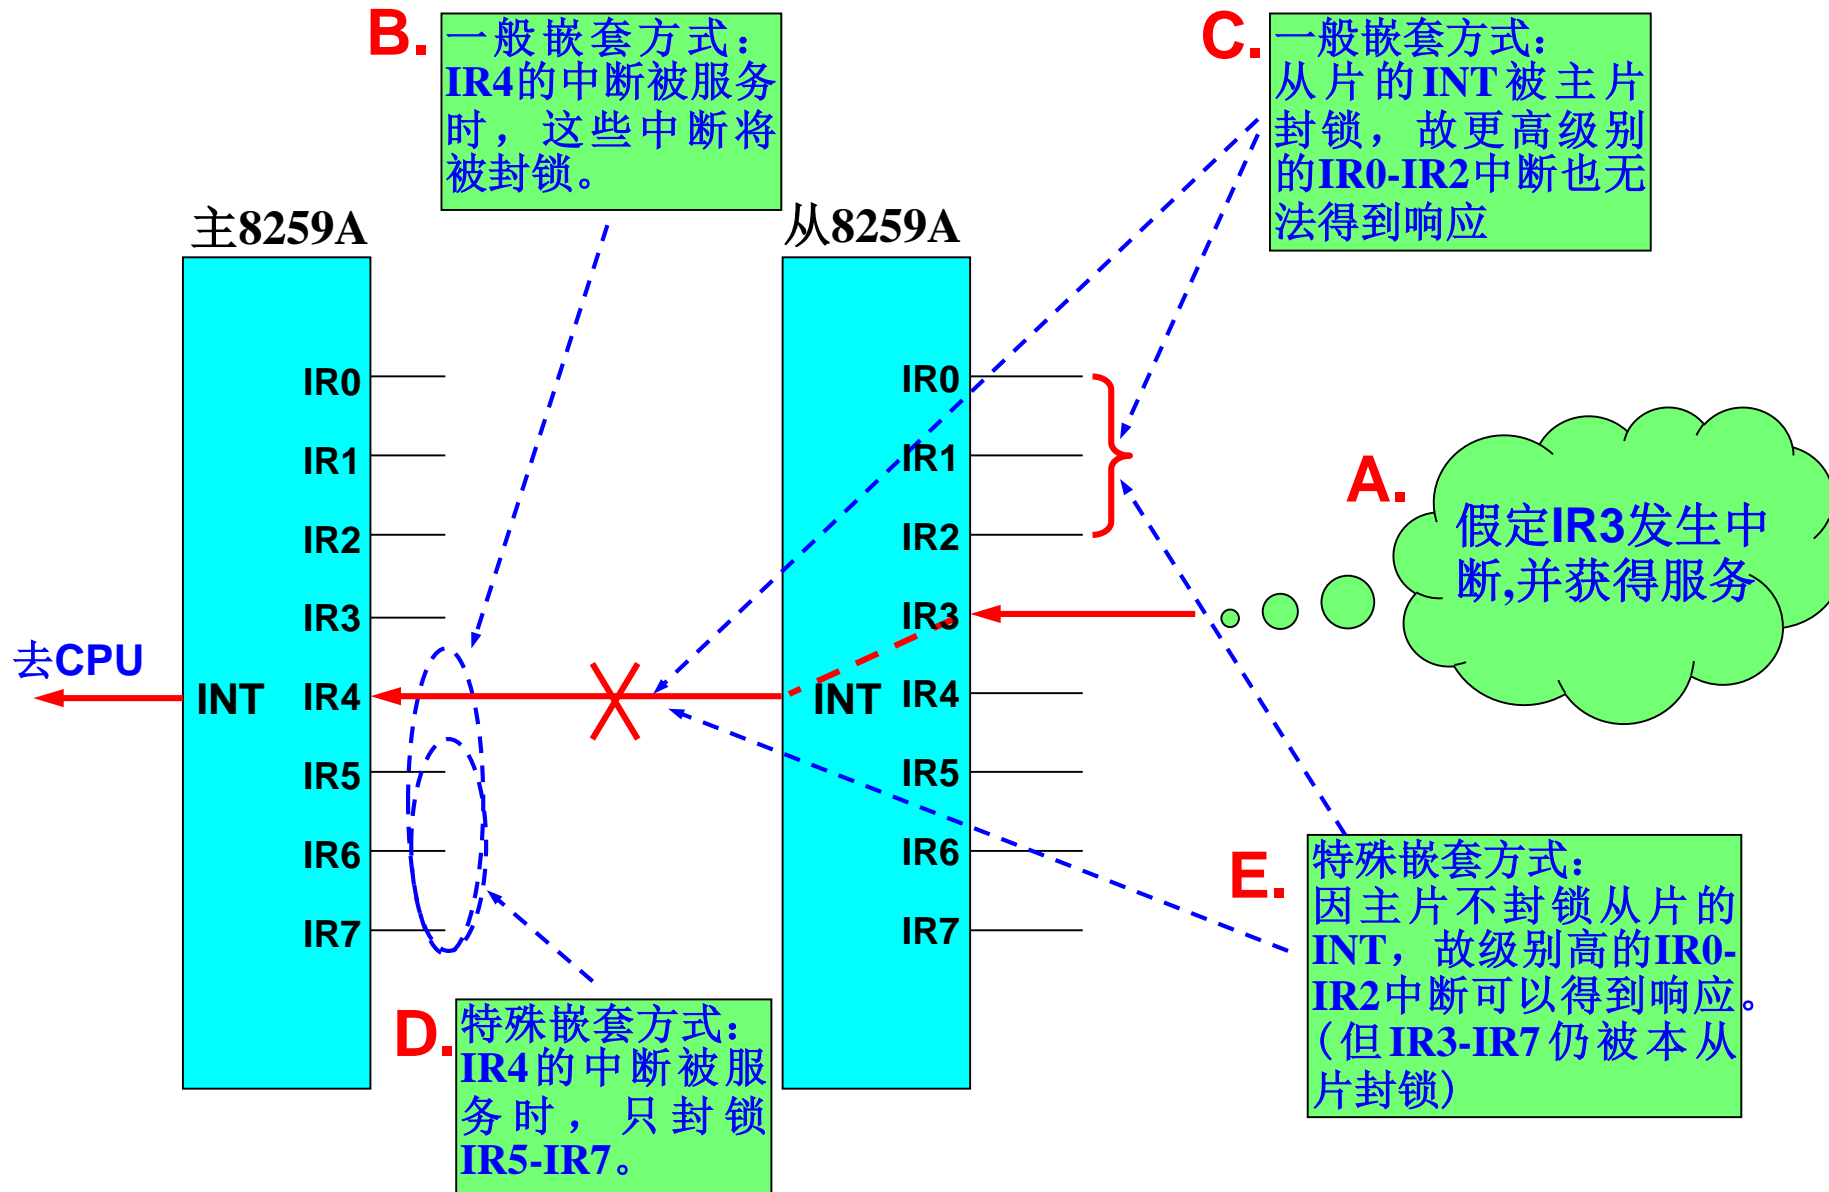 B.
一般嵌套方式：
IR4的中断被服务
时，这些中断将
被封锁。
C.
一般嵌套方式：
从片的INT被主片
封锁，故更高级别
的IR0-IR2中断也无
法得到响应
主8259A
从8259A
IR0
IR1
IR2
IR3
IR4
IR5
IR6
IR7
INT
去CPU
IR0
IR1
IR2
IR3
IR4
IR5
IR6
IR7
INT
A.
假定IR3发生中
断,并获得服务
D.
特殊嵌套方式：
IR4的中断被服
务时，只封锁
IR5-IR7。
E.
特殊嵌套方式：
因主片不封锁从片的
INT，故级别高的IR0-
IR2中断可以得到响应。
（但IR3-IR7仍被本从
片封锁）